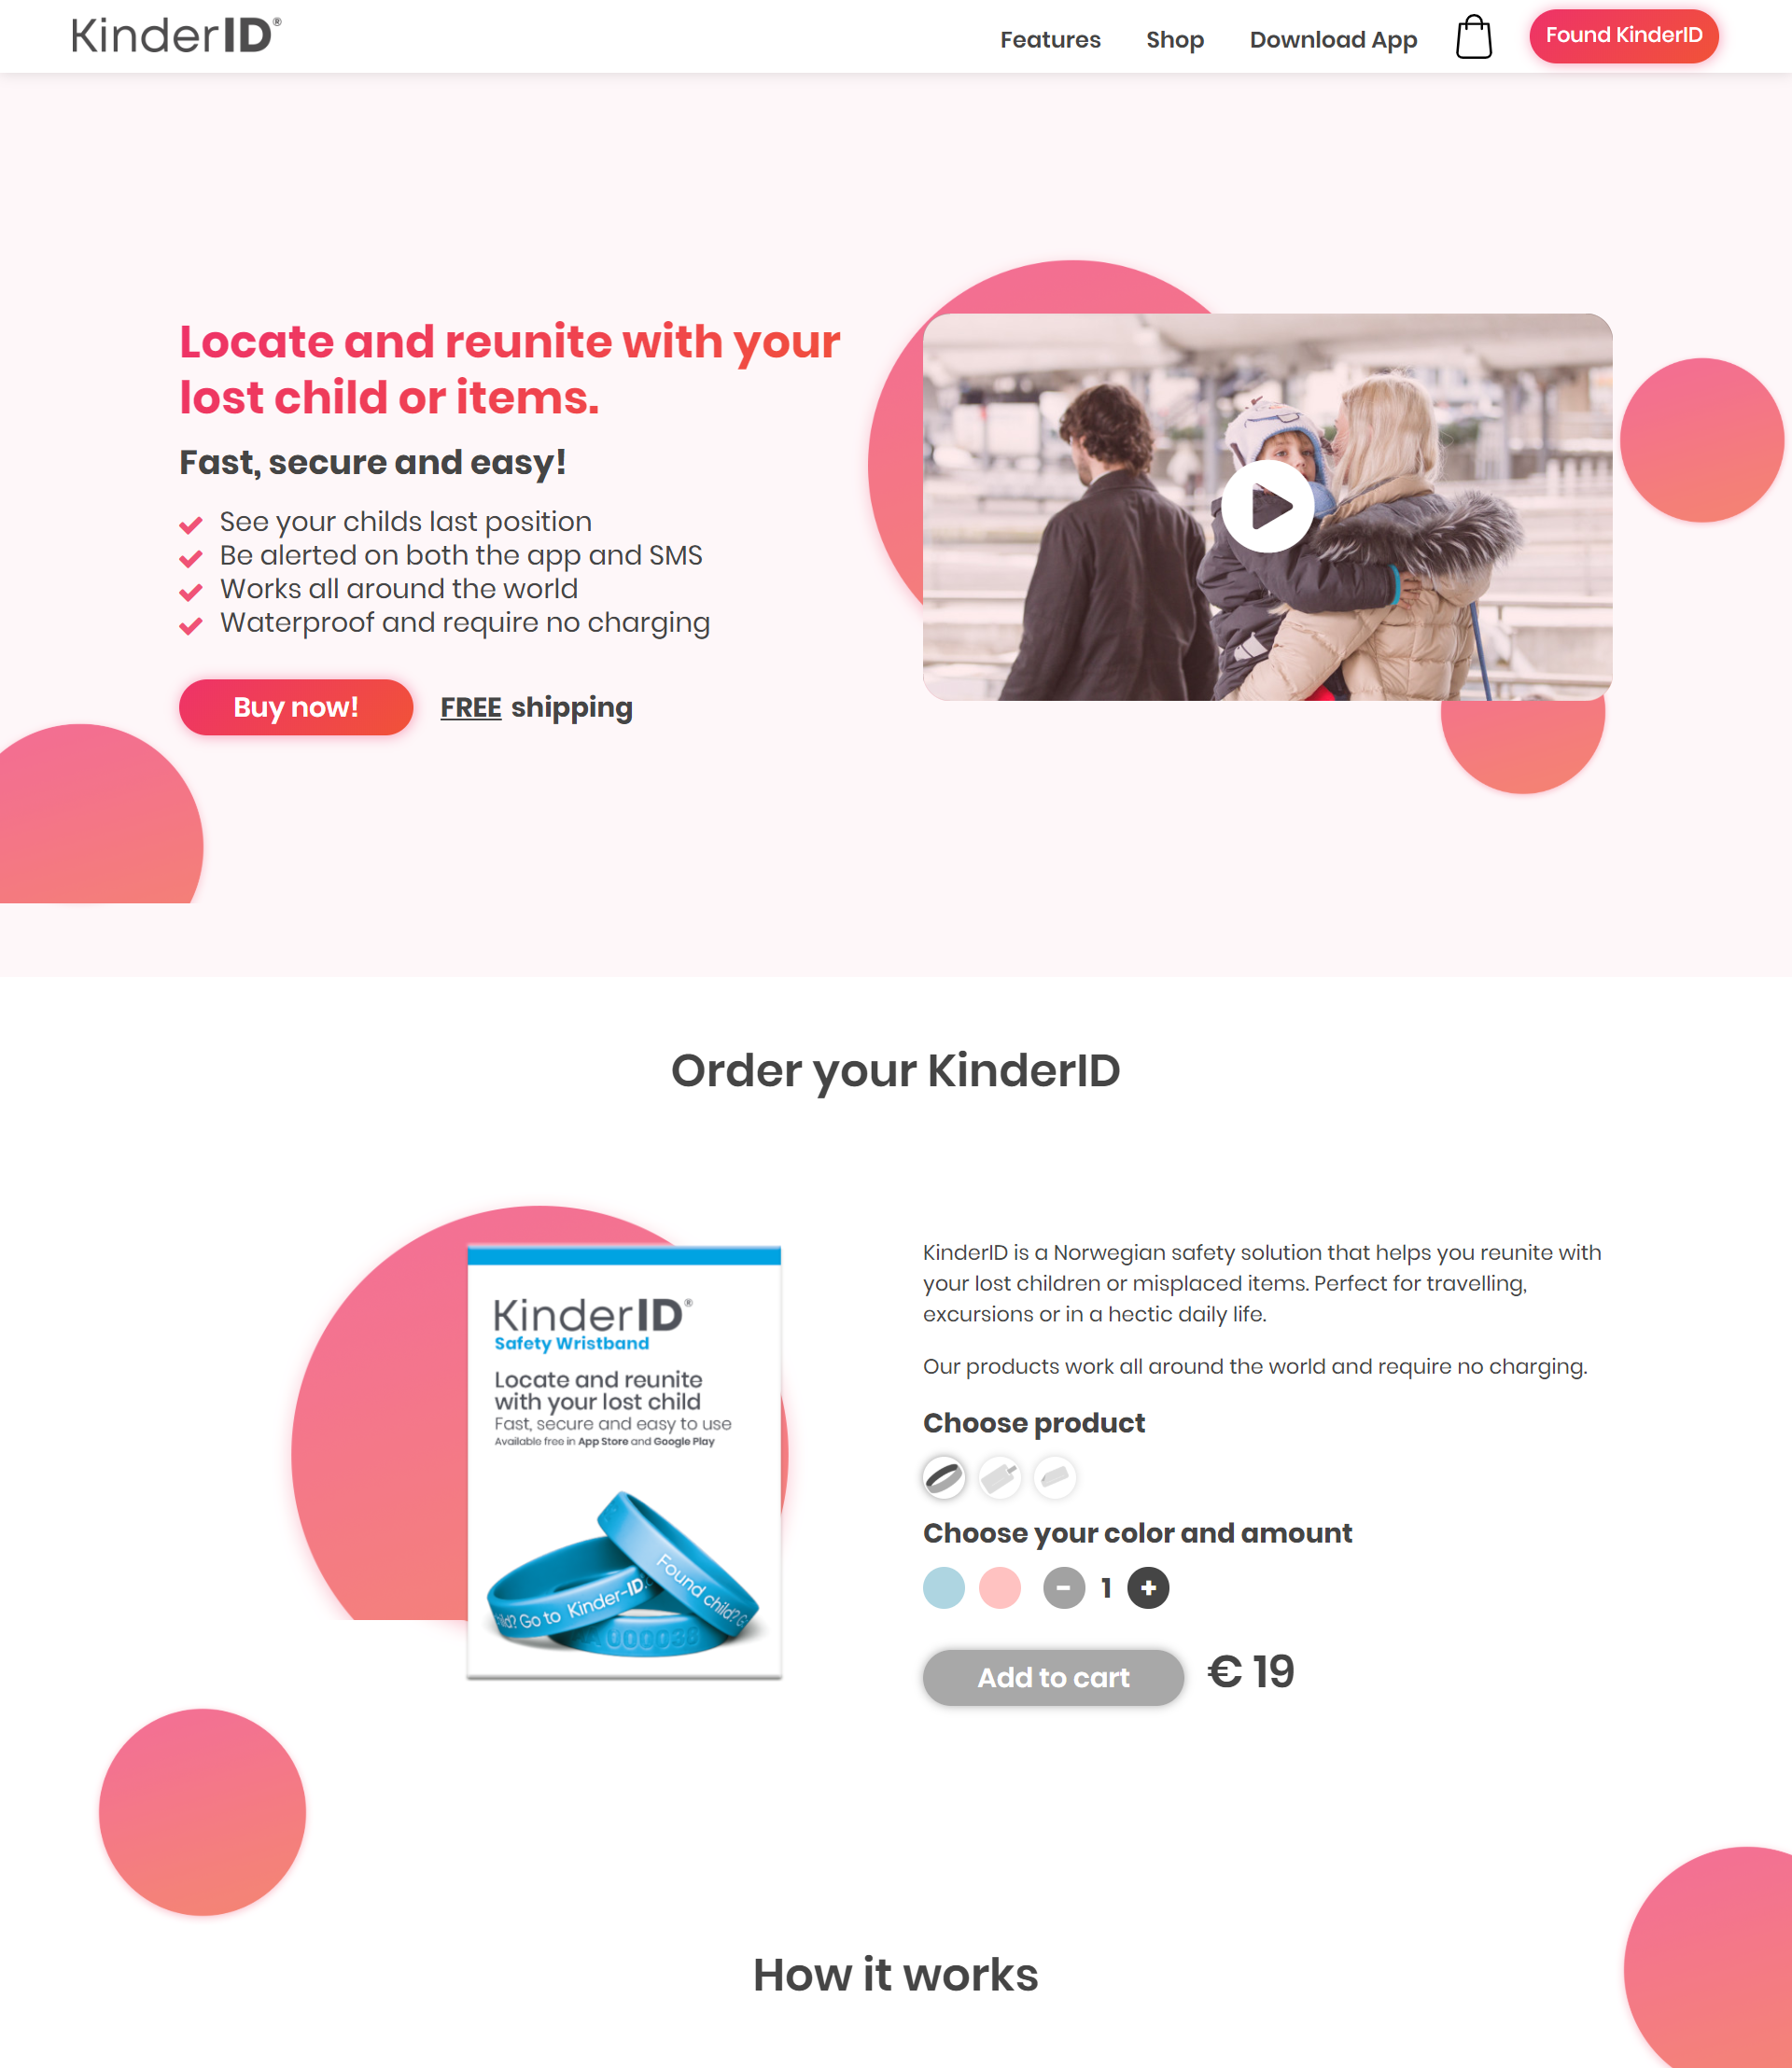 KinderID®
Features
Shop
Download App
Found KinderID
Locate and reunite with your
lost child or items.
Fast, secure and easy!
See your childs last position
Be alerted on both the app and SMS
Works all around the world
Waterproof and require no charging
Buy now!
FREE shipping
Order your KinderID
KinderID®
Safety Wristband
Locate and reunite
with your lost child
Fast, secure and easy to use
Available free in App Store and Google Play
Found child? G
ild? Go to Kinder-ID.
000036
KinderID is a Norwegian safety solution that helps you reunite with
your lost children or misplaced items. Perfect for travelling,
excursions or in a hectic daily life.
Our products work all around the world and require no charging.
Choose product
Choose your color and amount
- 1 +
Add to cart
€ 19
How it works